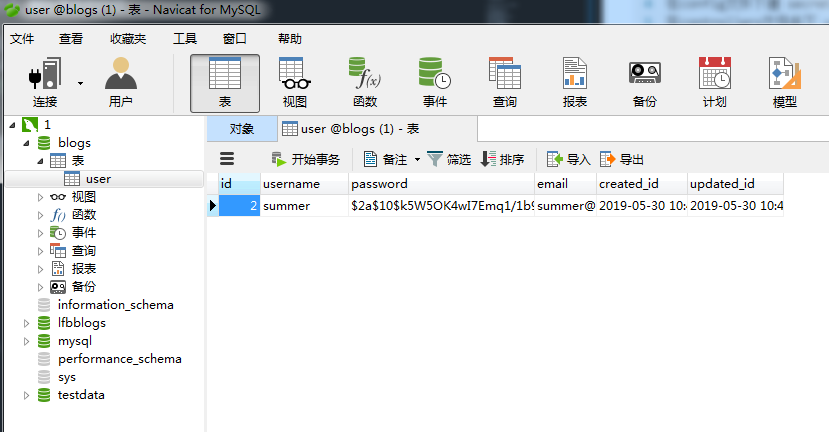 user @blogs (1) - 表 - Navicat for MySQL
文件 查看 收藏夹 工具 窗口 帮助
连接 用户 表 视图 函数 事件 查询 报表 备份 计划 模型
1
blogs
表
user
视图
函数
事件
查询
报表
备份
information_schema
lfbblogs
mysql
performance_schema
sys
testdata
对象 user @blogs (1) - 表
开始事务 备注 筛选 排序 导入 导出
id username password email created_id updated_id
2 summer $2a$10$k5W5OK4wI7Emq1/1b9 summer@ 2019-05-30 10:4 2019-05-30 10:4